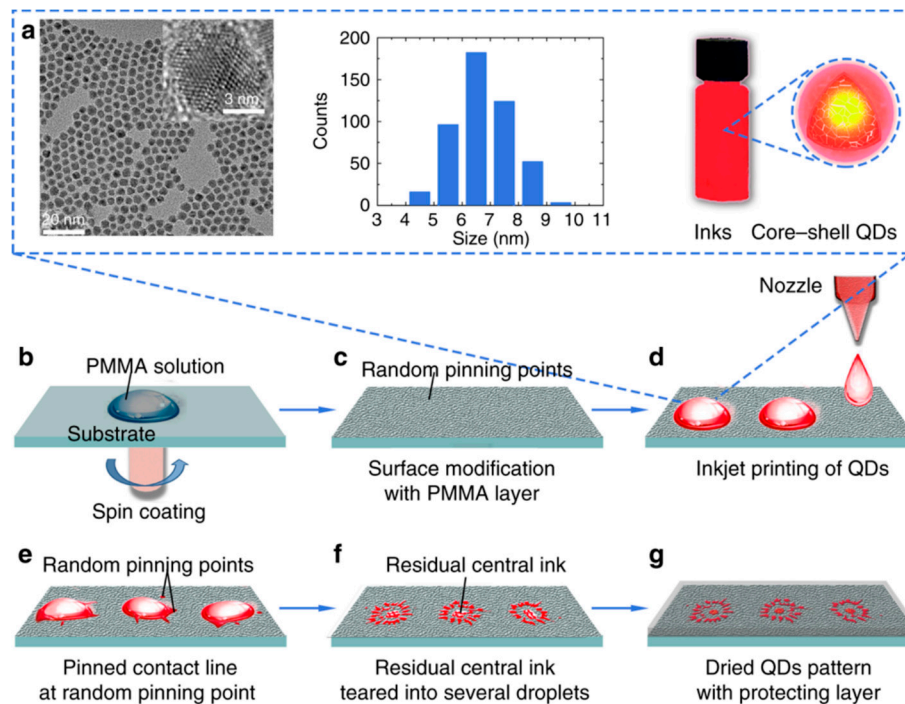 a
3 nm
20 nm
200
150
100
50
0
Counts
3 4 5 6 7 8 9 10 11
Size (nm)
Inks
Core–shell QDs
Nozzle
b
PMMA solution
Substrate
Spin coating
c
Random pinning points
Surface modification
with PMMA layer
d
Inkjet printing of QDs
e
Random pinning points
Pinned contact line
at random pinning point
f
Residual central ink
Residual central ink
teared into several droplets
g
Dried QDs pattern
with protecting layer